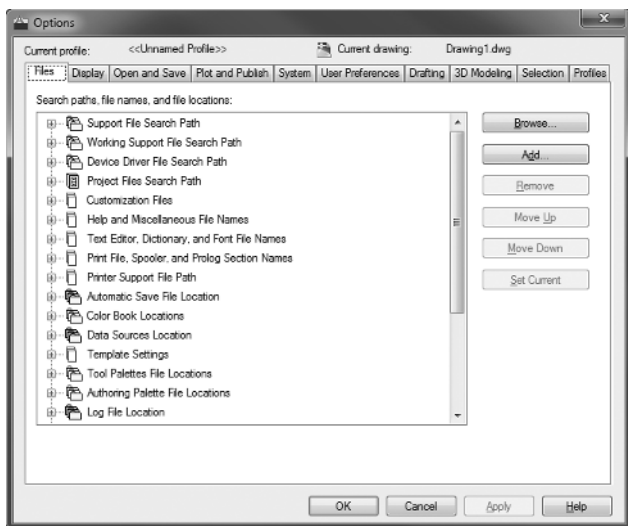 Options
Current profile: <<Unnamed Profile>> Current drawing: Drawing1.dwg
Files Display Open and Save Plot and Publish System User Preferences Drafting 3D Modeling Selection Profiles
Search paths, file names, and file locations:
Support File Search Path
Working Support File Search Path
Device Driver File Search Path
Project Files Search Path
Customization Files
Help and Miscellaneous File Names
Text Editor, Dictionary, and Font File Names
Print File, Spooler, and Prolog Section Names
Printer Support File Path
Automatic Save File Location
Color Book Locations
Data Sources Location
Template Settings
Tool Palettes File Locations
Authoring Palette File Locations
Log File Location
Browse...
Add...
Remove
Move Up
Move Down
Set Current
OK Cancel Apply Help